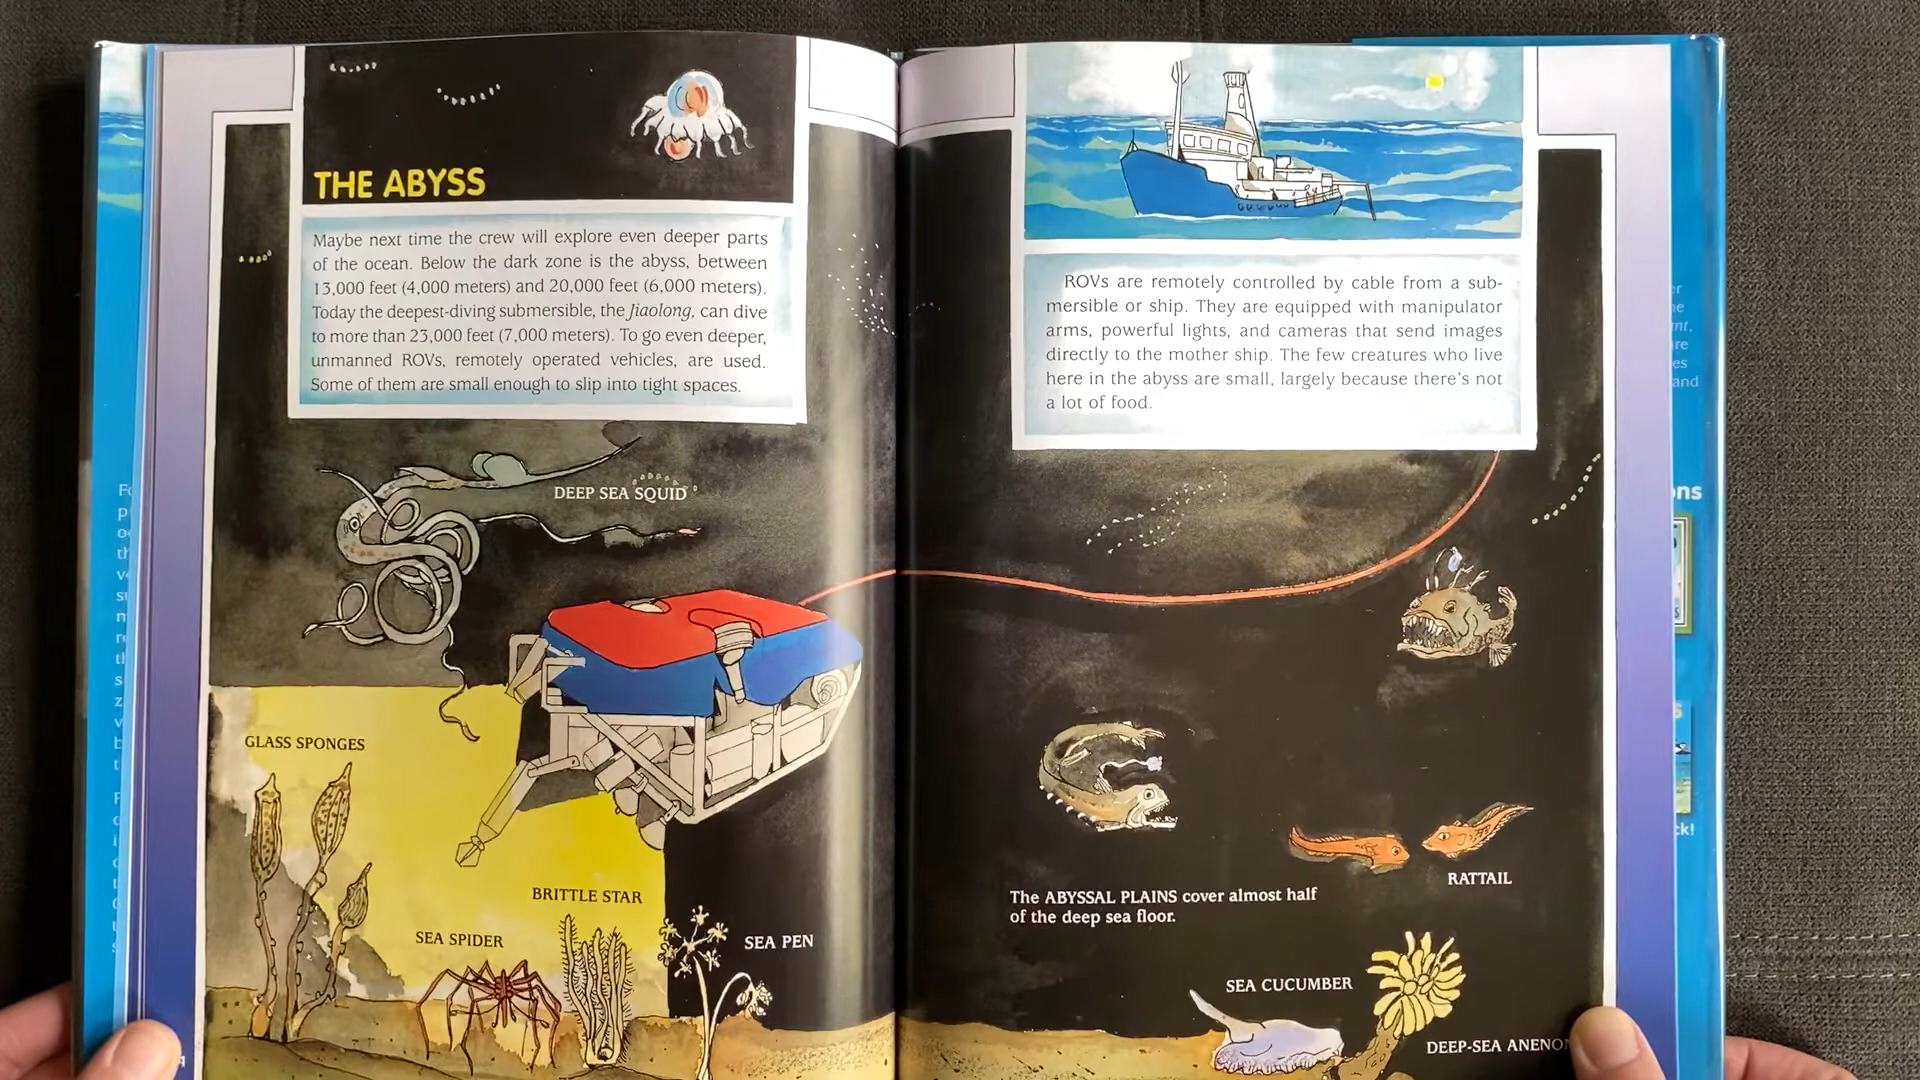 THE ABYSS
Maybe next time the crew will explore even deeper parts
of the ocean. Below the dark zone is the abyss, between
13,000 feet (4,000 meters) and 20,000 feet (6,000 meters).
Today the deepest-diving submersible, the Jiaolong, can dive
to more than 23,000 feet (7,000 meters). To go even deeper,
unmanned ROVs, remotely operated vehicles, are used.
Some of them are small enough to slip into tight spaces.
DEEP SEA SQUID
GLASS SPONGES
BRITTLE STAR
SEA SPIDER
SEA PEN
ROVs are remotely controlled by cable from a sub-
mersible or ship. They are equipped with manipulator
arms, powerful lights, and cameras that send images
directly to the mother ship. The few creatures who live
here in the abyss are small, largely because there's not
a lot of food.
RATTAIL
The ABYSSAL PLAINS cover almost half
of the deep sea floor.
SEA CUCUMBER
DEEP-SEA
and